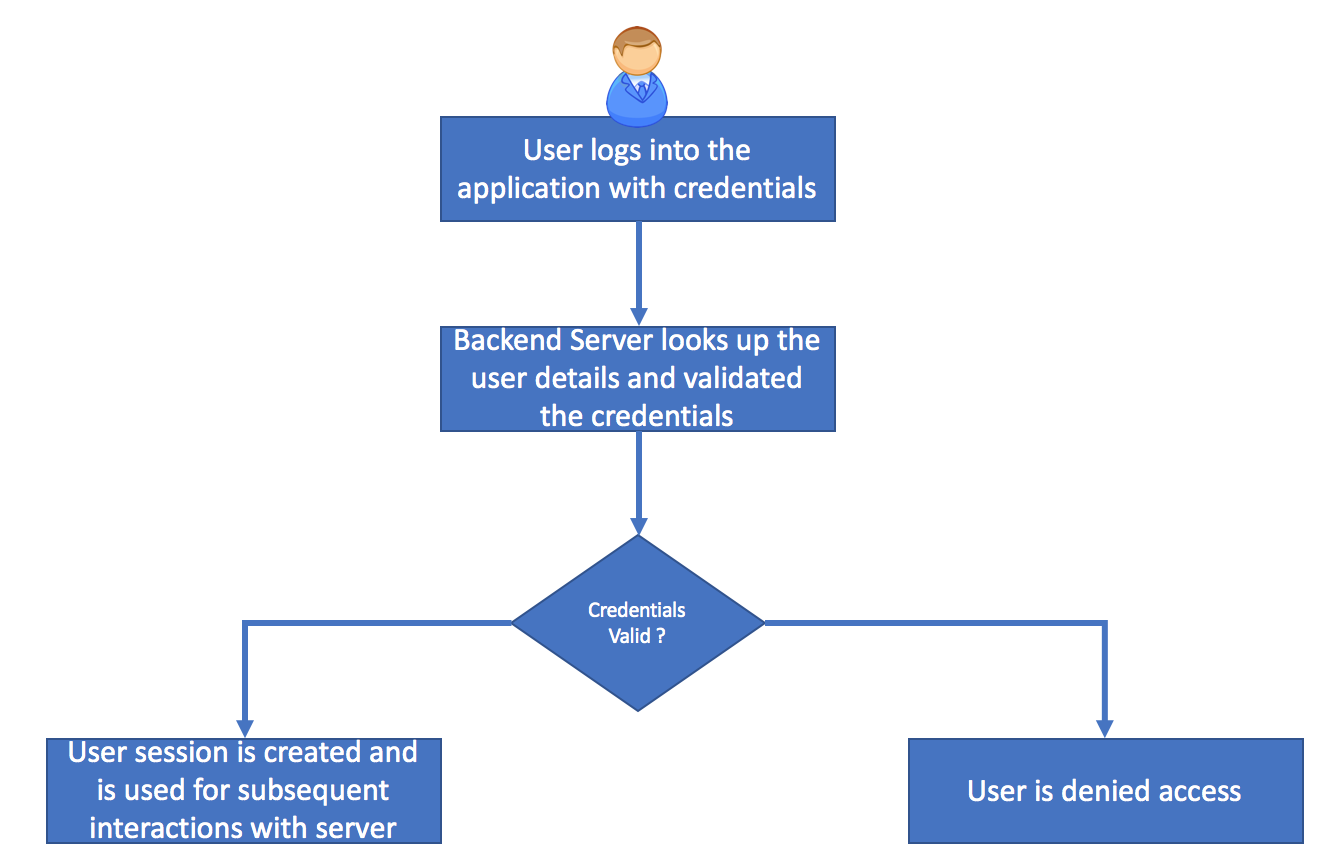 User logs into the
application with credentials
Backend Server looks up the
user details and validated
the credentials
Credentials
Valid ?
User session is created and
is used for subsequent
interactions with server
User is denied access